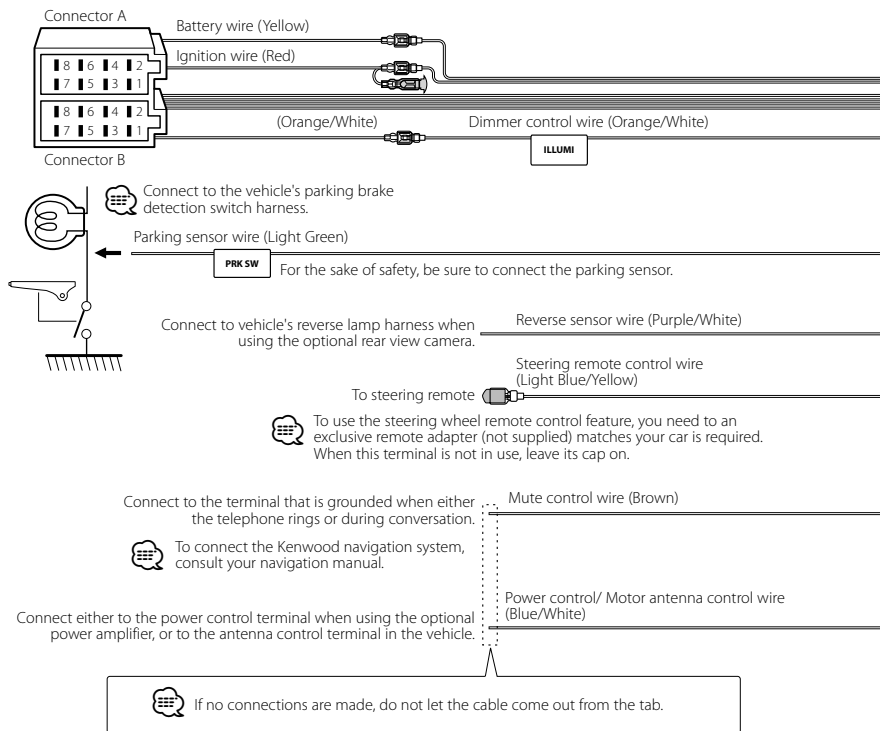 Connector A
Battery wire (Yellow)
Ignition wire (Red)
8 6 4 2
7 5 3 1
8 6 4 2
7 5 3 1
(Orange/White)
Dimmer control wire (Orange/White)
ILLUMI
Connector B
Connect to the vehicle's parking brake
detection switch harness.
Parking sensor wire (Light Green)
PRK SW
For the sake of safety, be sure to connect the parking sensor.
Connect to vehicle's reverse lamp harness when
using the optional rear view camera.
Reverse sensor wire (Purple/White)
Steering remote control wire
(Light Blue/Yellow)
To steering remote
To use the steering wheel remote control feature, you need to an
exclusive remote adapter (not supplied) matches your car is required.
When this terminal is not in use, leave its cap on.
Connect to the terminal that is grounded when either
the telephone rings or during conversation.
Mute control wire (Brown)
To connect the Kenwood navigation system,
consult your navigation manual.
Power control/ Motor antenna control wire
(Blue/White)
Connect either to the power control terminal when using the optional
power amplifier, or to the antenna control terminal in the vehicle.
If no connections are made, do not let the cable come out from the tab.